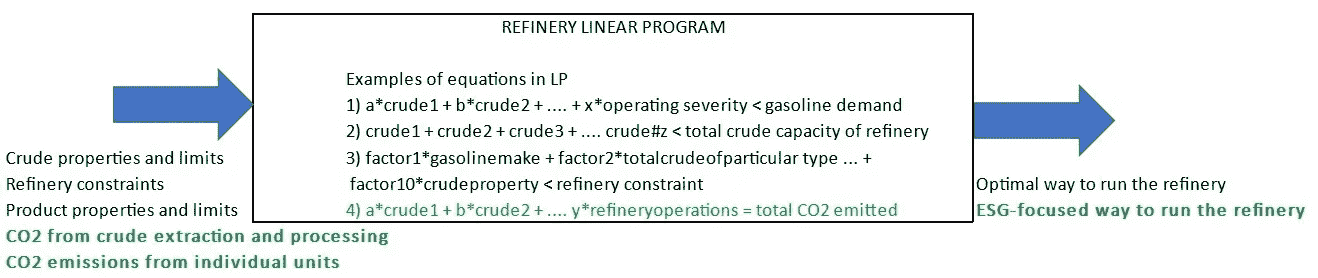 REFINERY LINEAR PROGRAM
Examples of equations in LP
1) a*crude1 + b*crude2 + .... + x*operating severity < gasoline demand
2) crude1 + crude2 + crude3 + .... crude#z < total crude capacity of refinery
3) factor1*gasolinemake + factor2*totalcrudeofparticular type ... +
factor10*crudeproperty < refinery constraint
4) a*crude1 + b*crude2 + .... y*refineryoperations = total CO2 emitted
Crude properties and limits
Refinery constraints
Product properties and limits
CO2 from crude extraction and processing
CO2 emissions from individual units
Optimal way to run the refinery
ESG-focused way to run the refinery